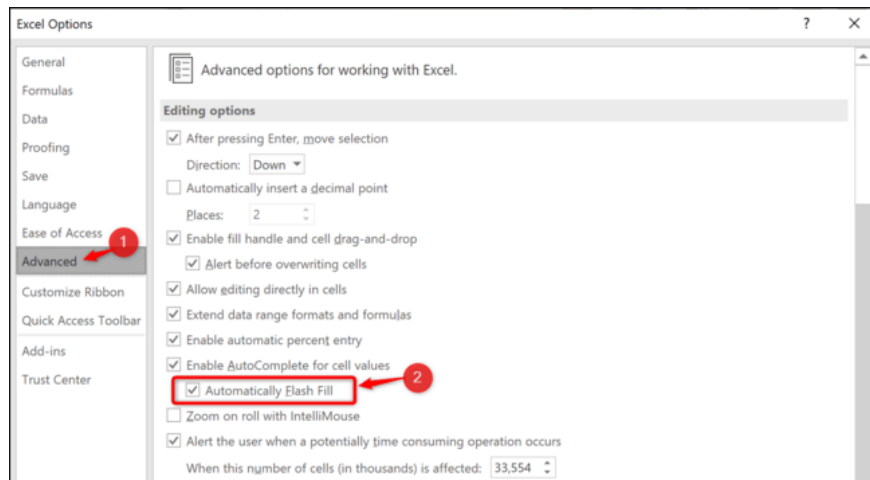 Excel Options
? ×
General
Formulas
Data
Proofing
Save
Language
Ease of Access
1
Advanced
Customize Ribbon
Quick Access Toolbar
Add-ins
Trust Center
Advanced options for working with Excel.
Editing options
After pressing Enter, move selection
Direction: Down
Automatically insert a decimal point
Places: 2
Enable fill handle and cell drag-and-drop
Alert before overwriting cells
Allow editing directly in cells
Extend data range formats and formulas
Enable automatic percent entry
Enable AutoComplete for cell values
Automatically Flash Fill
2
Zoom on roll with IntelliMouse
Alert the user when a potentially time consuming operation occurs
When this number of cells (in thousands) is affected: 33,554